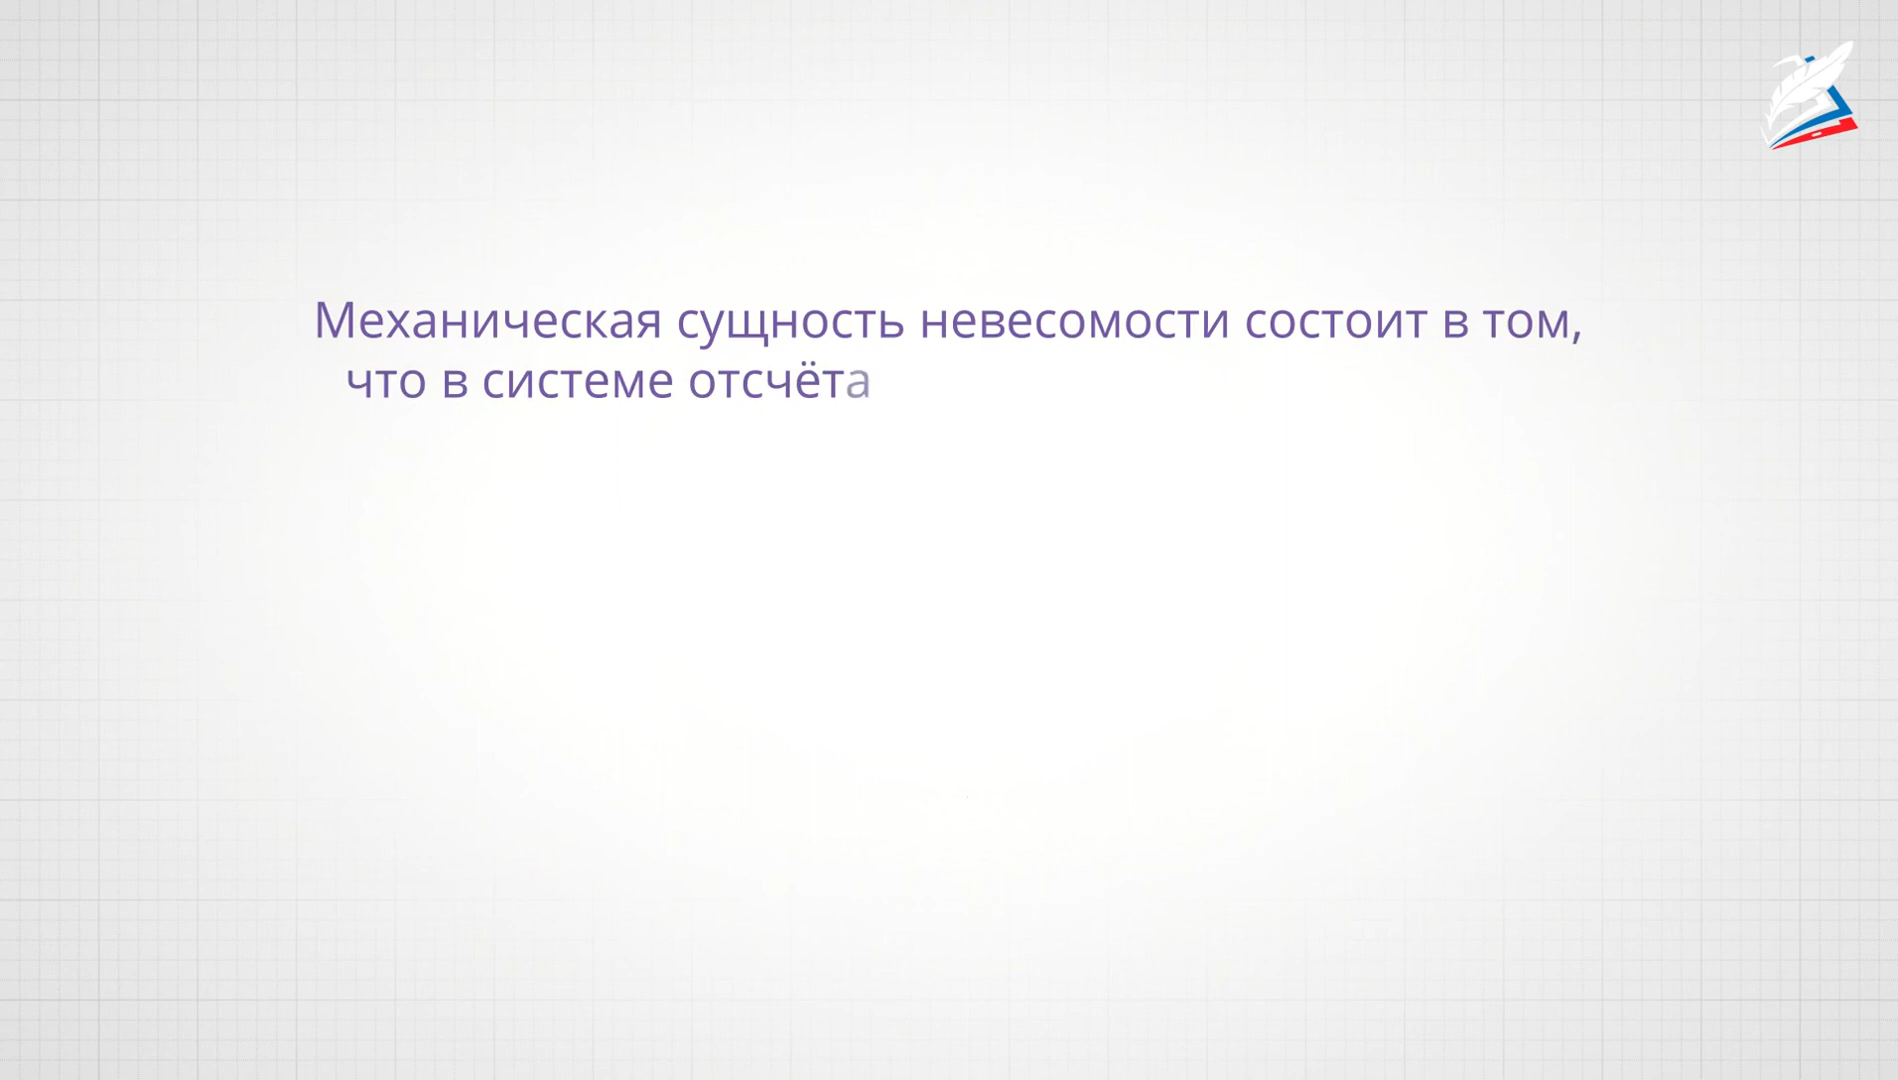 Механическая сущность невесомости состоит в том,
что в системе отсчёта